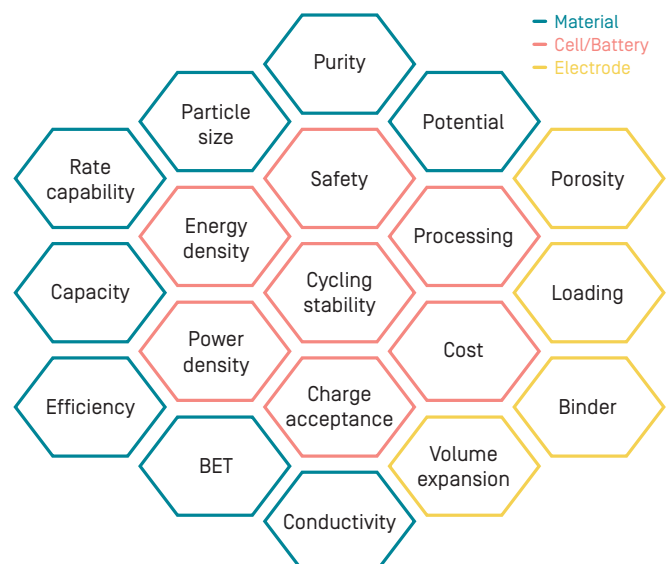 Material
Cell/Battery
Electrode
Purity
Particle
size
Potential
Rate
capability
Safety
Porosity
Energy
density
Processing
Capacity
Cycling
stability
Loading
Power
density
Cost
Efficiency
Charge
acceptance
Binder
BET
Volume
expansion
Conductivity